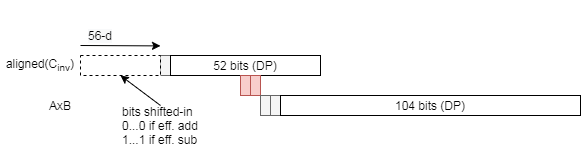 56-d
aligned(Cinv)
52 bits (DP)
AxB
104 bits (DP)
bits shifted-in
0...0 if eff. add
1...1 if eff. sub